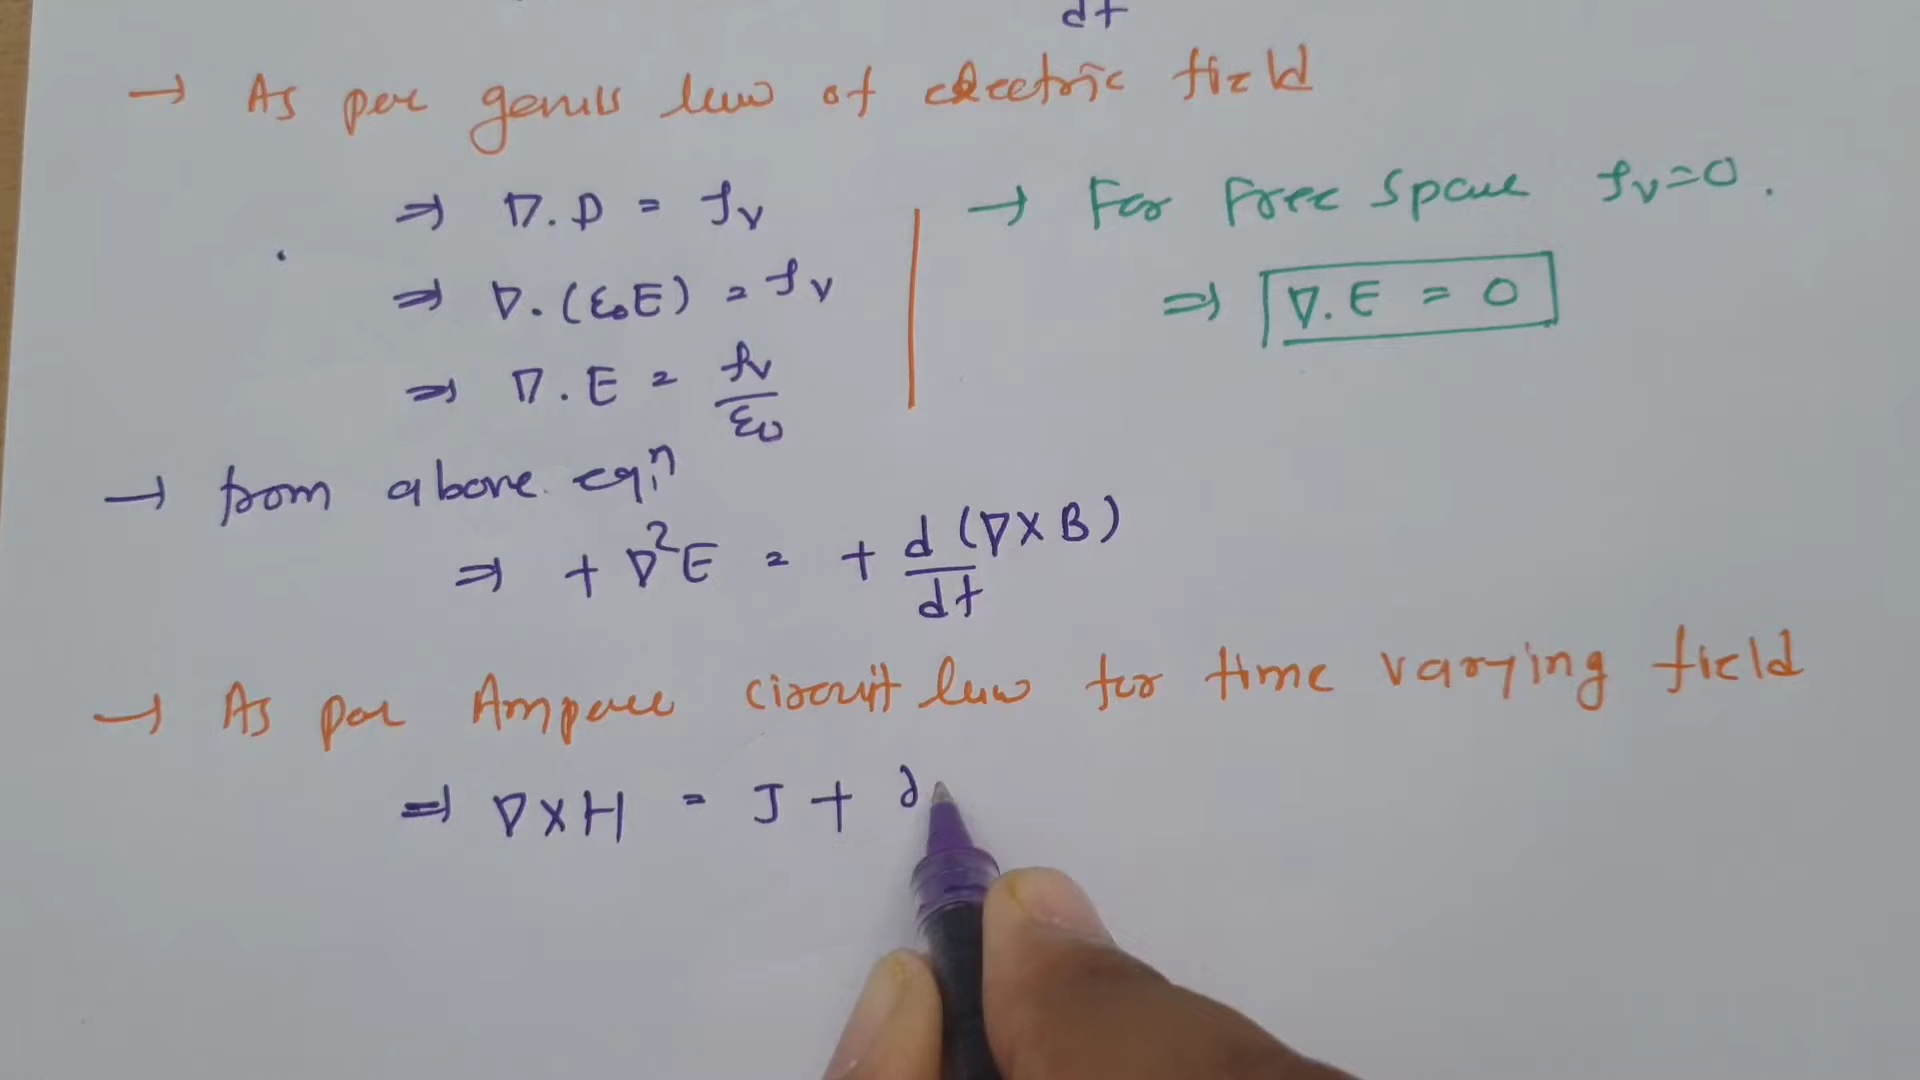 dt
→ As per gauss law of electric field
⇒ ∇.D = ρv
⇒ ∇.(ε₀E) = ρv
⇒ ∇.E = ρv/ε₀
→ For Free Space ρv=0.
⇒ ∇.E = 0
→ from above eqⁿ
⇒ + ∇²E = + d/dt (∇×B)
→ As per Ampere circuit law for time varying field
⇒ ∇×H = J + ∂